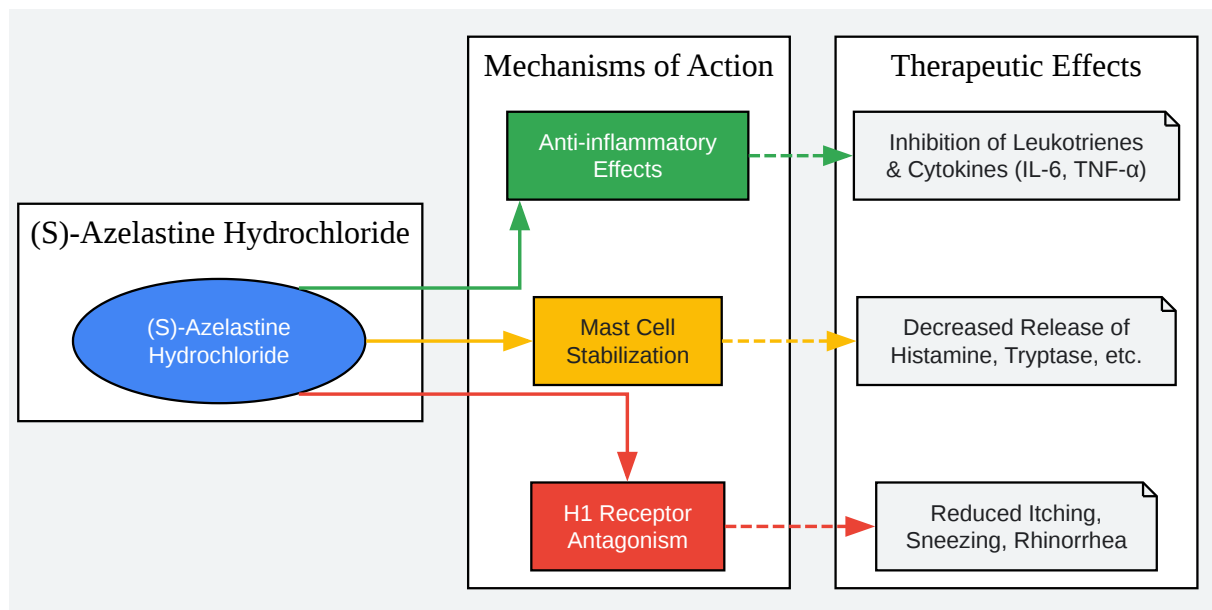 (S)-Azelastine Hydrochloride
(S)-Azelastine
Hydrochloride
Mechanisms of Action
Anti-inflammatory
Effects
Mast Cell
Stabilization
H1 Receptor
Antagonism
Therapeutic Effects
Inhibition of Leukotrienes
& Cytokines (IL-6, TNF-α)
Decreased Release of
Histamine, Tryptase, etc.
Reduced Itching,
Sneezing, Rhinorrhea